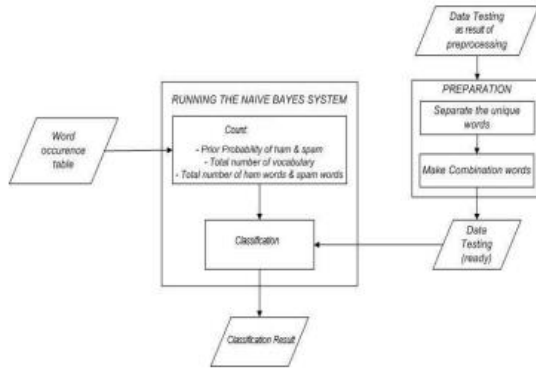 Data Testing
as result of
preprocessing
PREPARATION
Separate the unique
words
Make Combination words
Data
Testing
(ready)
RUNNING THE NAIVE BAYES SYSTEM
Word
occurence
table
Count:
- Prior Probability of ham & spam
- Total number of vocabulary
- Total number of ham words & spam words
Classification
Classification Result